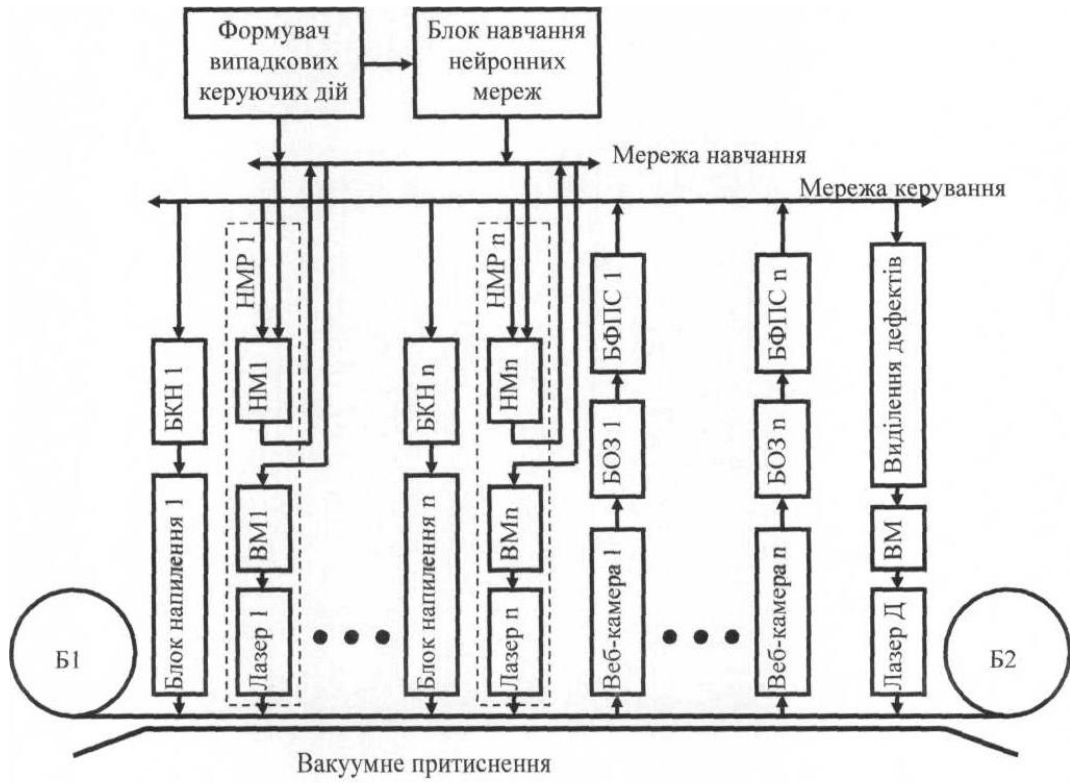 Формувач
випадкових
керуючих дій
Блок навчання
нейронних
мереж
Мережа навчання
Мережа керування
БКН 1
Блок напилення 1
НМР 1
НМ1
ВМ1
Лазер 1
БКН n
Блок напилення n
НМР n
НМn
ВМn
Лазер n
БФПС 1
БОЗ 1
Веб-камера 1
БФПС n
БОЗ n
Веб-камера n
Виділення дефектів
ВМ
Лазер Д
Б1
Б2
Вакуумне притиснення